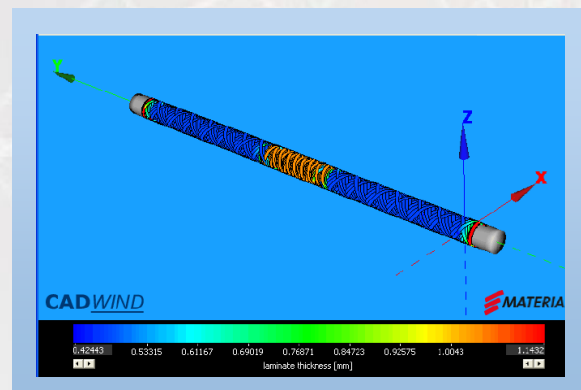 Y
Z
X
CADWIND
MATERIA
0.42443 0.53315 0.61167 0.69019 0.76871 0.84723 0.92575 1.0043 1.1432
laminate thickness [mm]